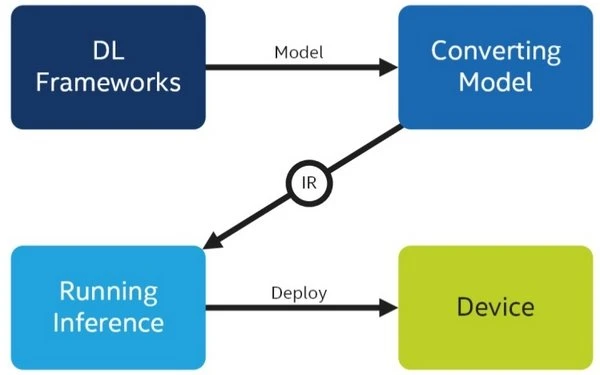 DL
Frameworks
Model
Converting
Model
IR
Running
Inference
Deploy
Device